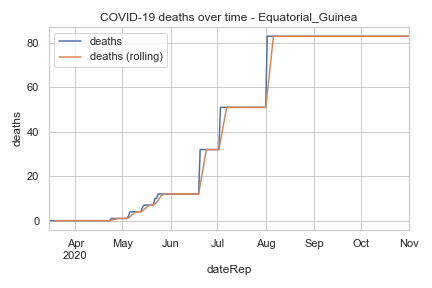 COVID-19 deaths over time - Equatorial_Guinea
deaths
deaths (rolling)
80
60
40
20
0
deaths
Apr May Jun Jul Aug Sep Oct Nov
2020
dateRep